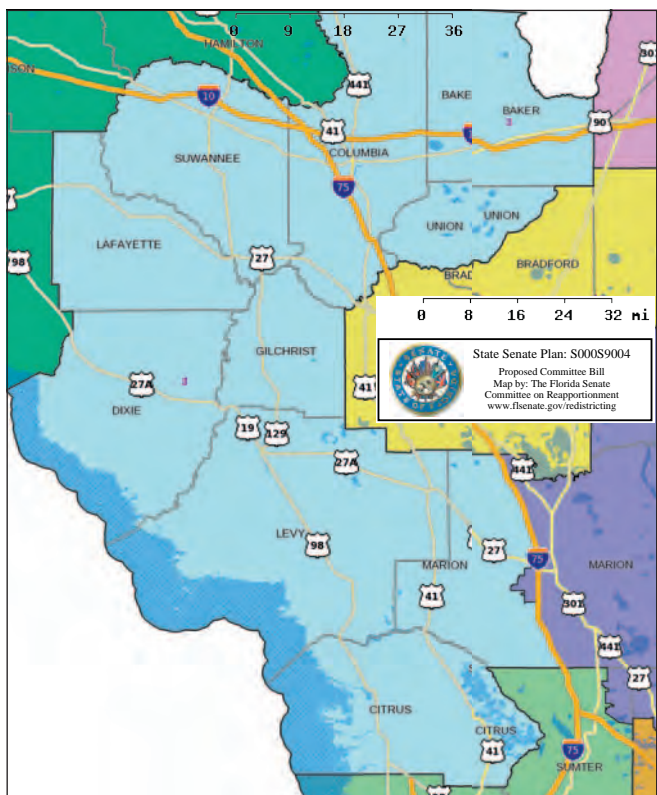 0 9 18 27 36
HAMILTON
301
441
10
BAKE
BAKER
3
90
41
SUWANNEE
COLUMBIA
75
UNION
UNION
LAFAYETTE
98
27
BRAD
BRADFORD
0 8 16 24 32 mi
GILCHRIST
State Senate Plan: S000S9004
Proposed Committee Bill
Map by: The Florida Senate
Committee on Reapportionment
www.flsenate.gov/redistricting
27A
3
41
DIXIE
19
129
27A
441
LEVY
98
27
75
MARION
MARION
41
301
441
27
CITRUS
CITRUS
41
75
SUMTER